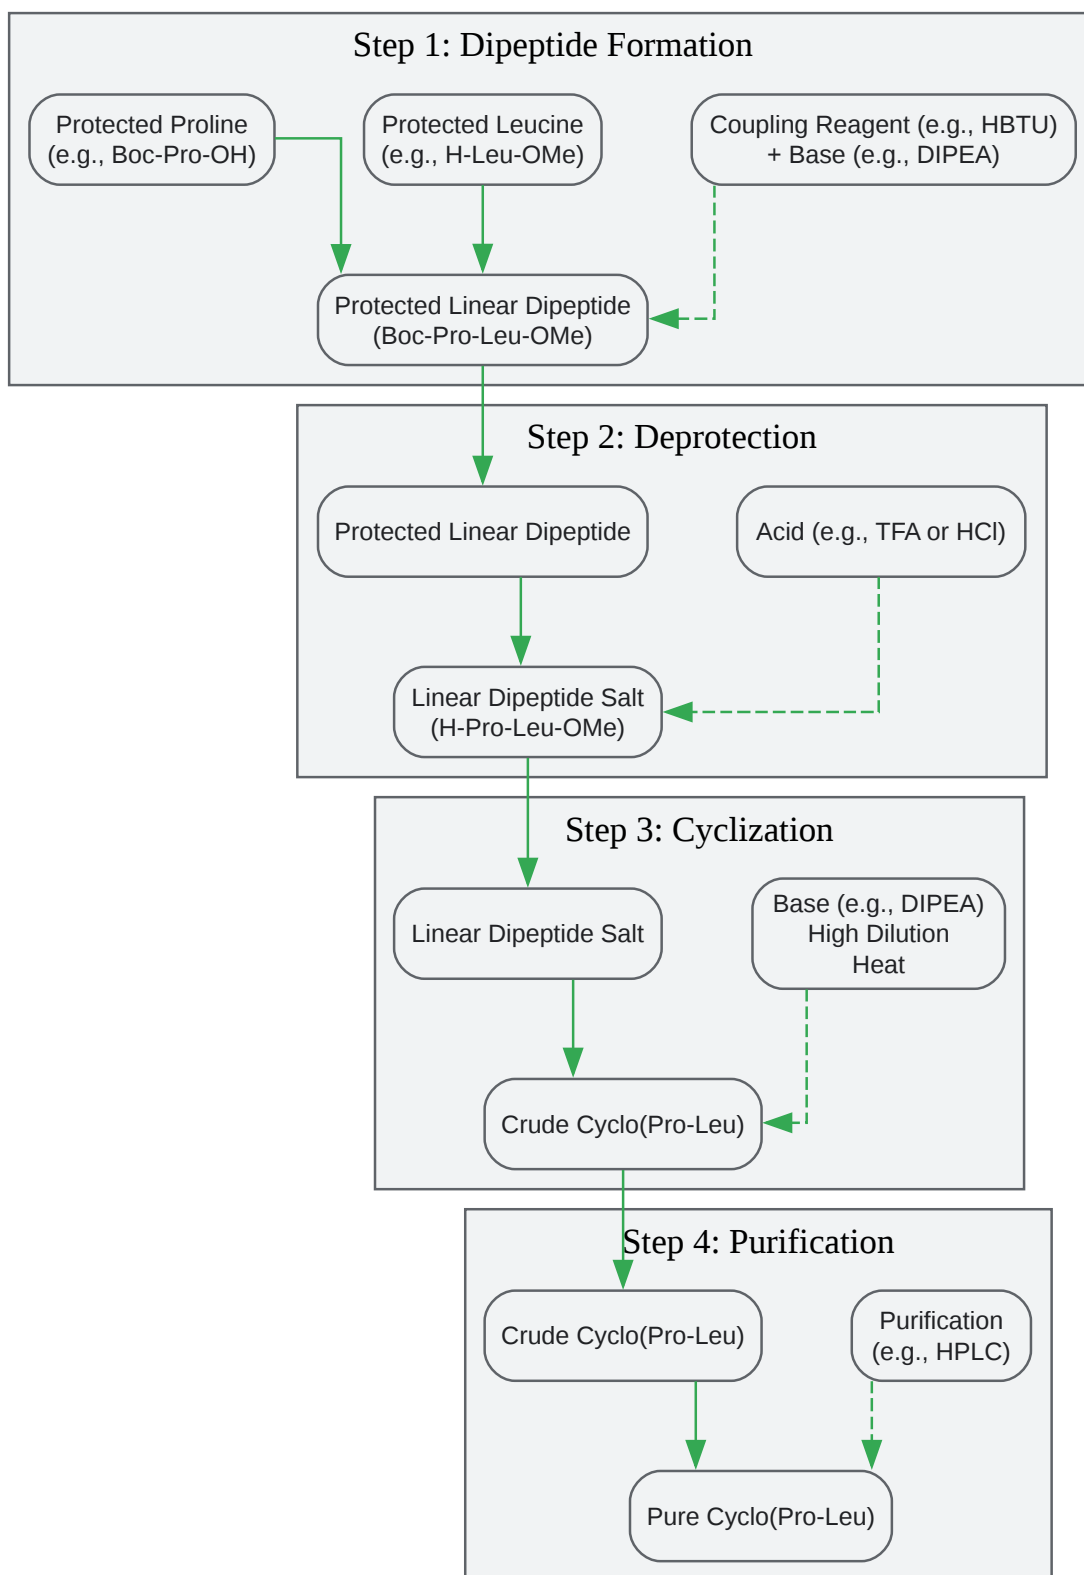 Step 1: Dipeptide Formation
Protected Proline
(e.g., Boc-Pro-OH)
Protected Leucine
(e.g., H-Leu-OMe)
Coupling Reagent (e.g., HBTU)
+ Base (e.g., DIPEA)
Protected Linear Dipeptide
(Boc-Pro-Leu-OMe)
Step 2: Deprotection
Protected Linear Dipeptide
Acid (e.g., TFA or HCl)
Linear Dipeptide Salt
(H-Pro-Leu-OMe)
Step 3: Cyclization
Linear Dipeptide Salt
Base (e.g., DIPEA)
High Dilution
Heat
Crude Cyclo(Pro-Leu)
Step 4: Purification
Crude Cyclo(Pro-Leu)
Purification
(e.g., HPLC)
Pure Cyclo(Pro-Leu)